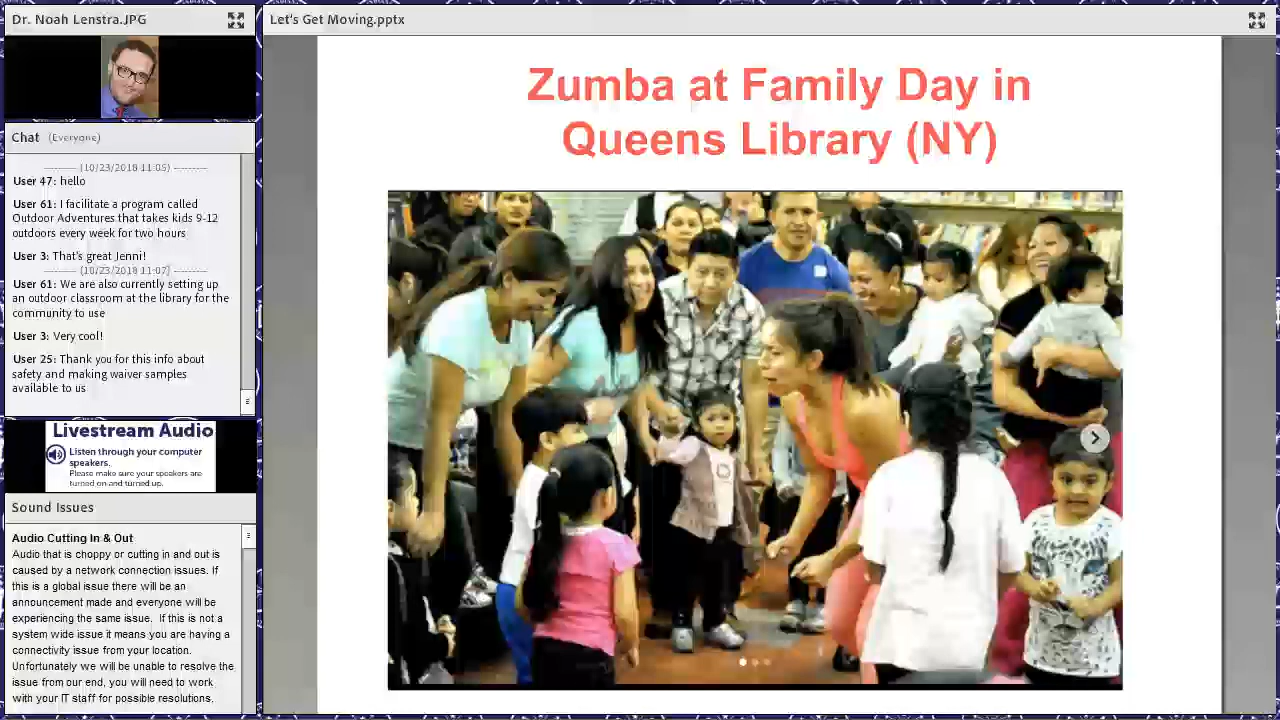 Dr. Noah Lenstra.JPG
Let's Get Moving.pptx
Zumba at Family Day in
Queens Library (NY)
Chat (Everyone)
---------- (10/23/2018 11:05) ----------
User 47: hello
User 61: I facilitate a program called
Outdoor Adventures that takes kids 9-12
outdoors every week for two hours
User 3: That's great Jenni!
---------- (10/23/2018 11:07) ----------
User 61: We are also currently setting up
an outdoor classroom at the library for the
community to use
User 3: Very cool!
User 25: Thank you for this info about
safety and making waiver samples
available to us
Livestream Audio
Listen through your computer
speakers.
Please make sure your speakers are
turned on and turned up.
Sound Issues
Audio Cutting In & Out
Audio that is choppy or cutting in and out is
caused by a network connection issues. If
this is a global issue there will be an
announcement made and everyone will be
experiencing the same issue. If this is not a
system wide issue it means you are having a
connectivity issue from your location.
Unfortunately we will be unable to resolve the
issue from our end, you will need to work
with your IT staff for possible resolutions.